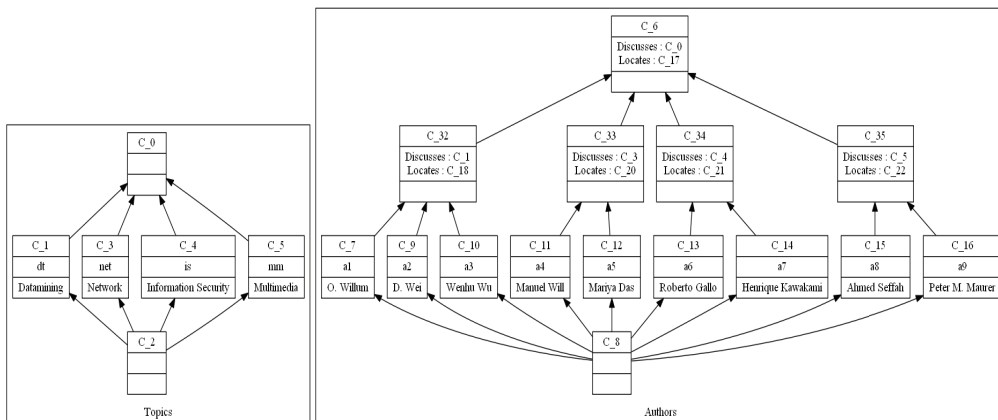 C_0
C_1
dt
Datamining
C_3
net
Network
C_4
is
Information Security
C_5
mm
Multimedia
C_2
Topics
C_6
Discusses : C_0
Locates : C_17
C_32
Discusses : C_1
Locates : C_18
C_33
Discusses : C_3
Locates : C_20
C_34
Discusses : C_4
Locates : C_21
C_35
Discusses : C_5
Locates : C_22
C_7
a1
O. Willum
C_9
a2
D. Wei
C_10
a3
Wenhu Wu
C_11
a4
Manuel Will
C_12
a5
Mariya Das
C_13
a6
Roberto Gallo
C_14
a7
Henrique Kawakami
C_15
a8
Ahmed Seffah
C_16
a9
Peter M. Maurer
C_8
Authors